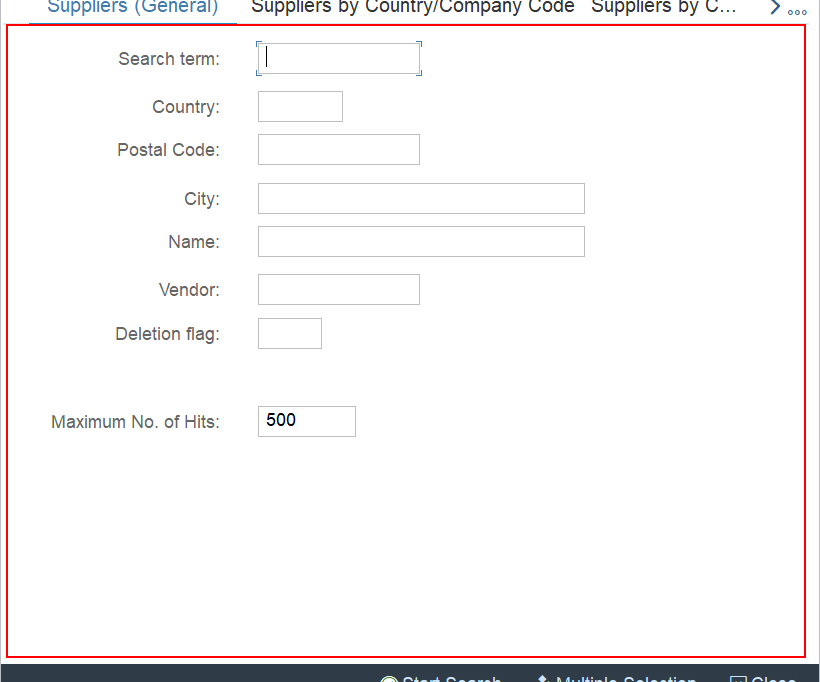 Suppliers (General) Suppliers by Country/Company Code Suppliers by C...
Search term:
Country:
Postal Code:
City:
Name:
Vendor:
Deletion flag:
Maximum No. of Hits: 500
Start Search Multiple Selection Close